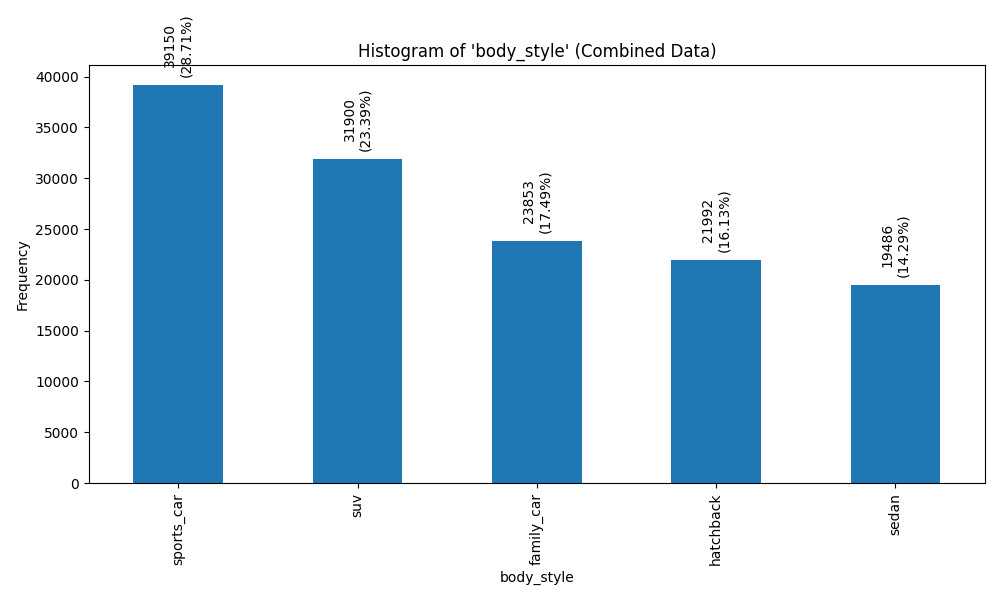 Histogram of 'body_style' (Combined Data)
39150
(28.71%)
31900
(23.39%)
23853
(17.49%)
21992
(16.13%)
19486
(14.29%)
Frequency
40000
35000
30000
25000
20000
15000
10000
5000
0
sports_car
suv
family_car
hatchback
sedan
body_style